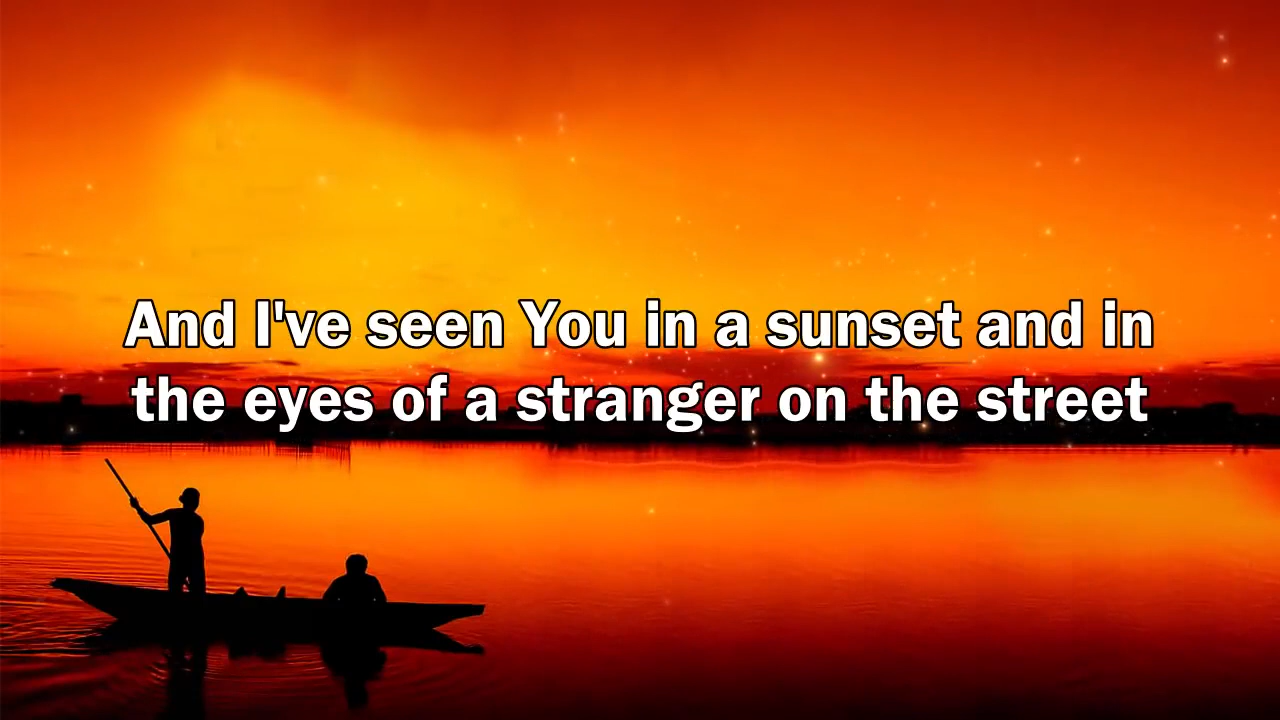 And I've seen You in a sunset and in
the eyes of a stranger on the street